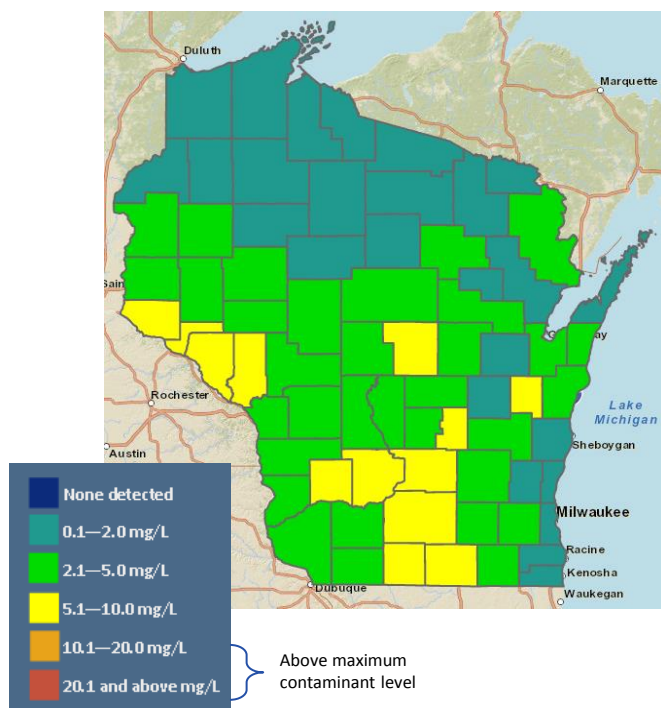 Duluth
Marquette
Sain
Rochester
Austin
Lake
Michigan
Sheboygan
Milwaukee
Racine
Kenosha
Waukegan
Dubuque
None detected
0.1—2.0 mg/L
2.1—5.0 mg/L
5.1—10.0 mg/L
10.1—20.0 mg/L
20.1 and above mg/L
Above maximum
contaminant level